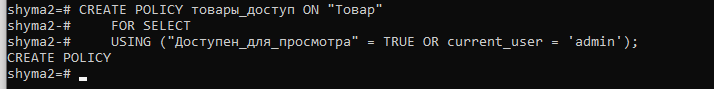 shyma2=# CREATE POLICY товары_доступ ON "Товар"
shyma2-#     FOR SELECT
shyma2-#     USING ("Доступен_для_просмотра" = TRUE OR current_user = 'admin');
CREATE POLICY
shyma2=# _